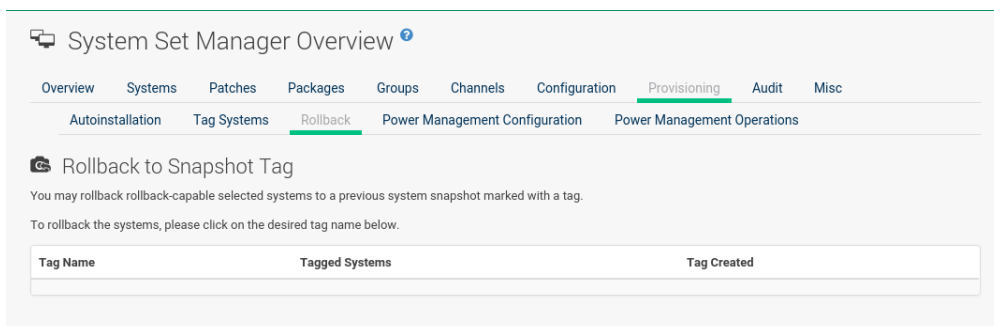 System Set Manager Overview ?
Overview Systems Patches Packages Groups Channels Configuration Provisioning Audit Misc
Autoinstallation Tag Systems Rollback Power Management Configuration Power Management Operations
Rollback to Snapshot Tag
You may rollback rollback-capable selected systems to a previous system snapshot marked with a tag.
To rollback the systems, please click on the desired tag name below.
Tag Name Tagged Systems Tag Created